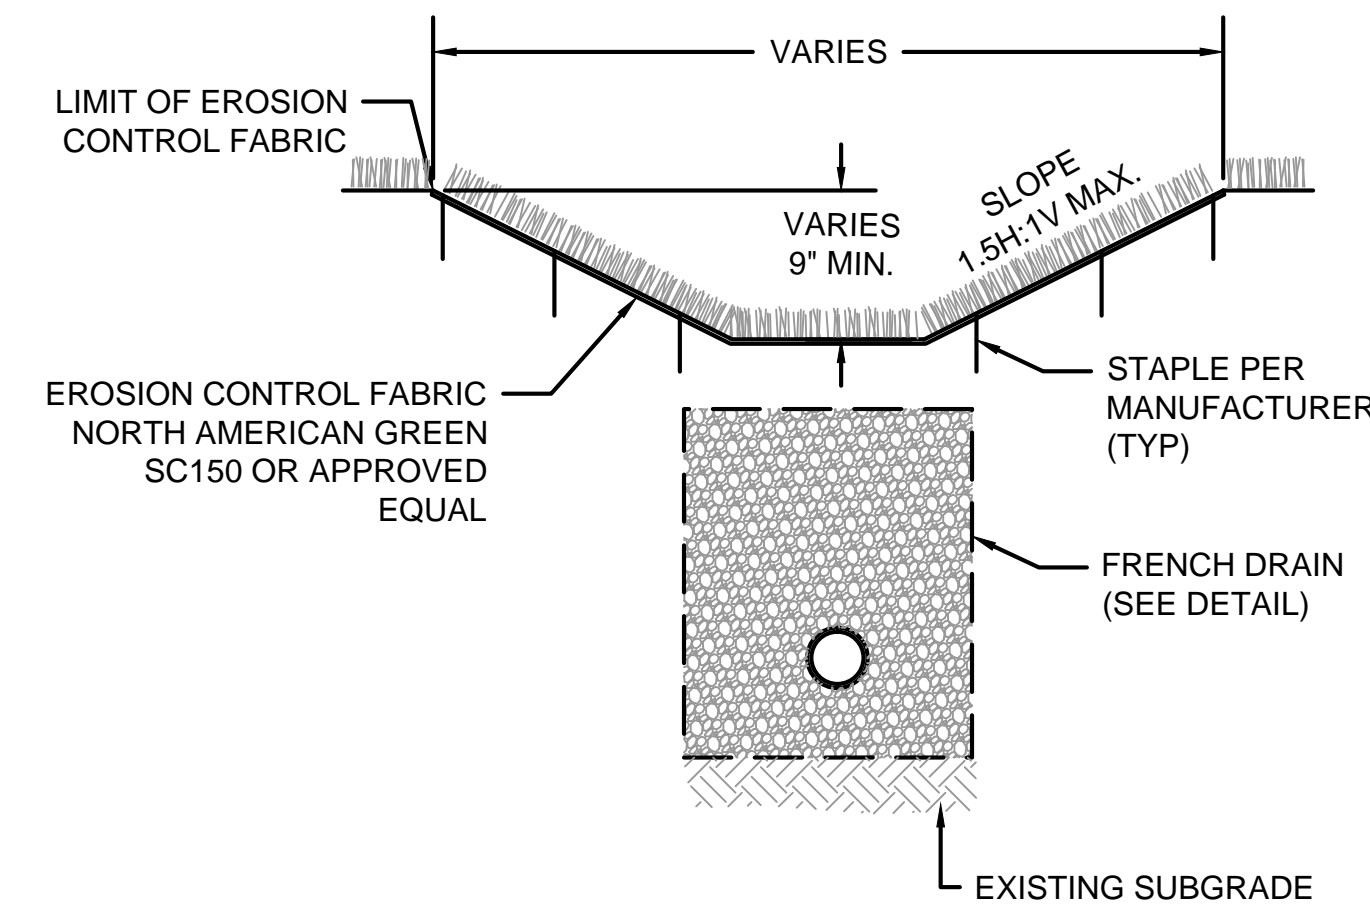 VARIES
LIMIT OF EROSION
CONTROL FABRIC
SLOPE
1.5H:1V MAX.
VARIES
9" MIN.
EROSION CONTROL FABRIC
NORTH AMERICAN GREEN
SC150 OR APPROVED
EQUAL
STAPLE PER
MANUFACTURER
(TYP)
FRENCH DRAIN
(SEE DETAIL)
EXISTING SUBGRADE